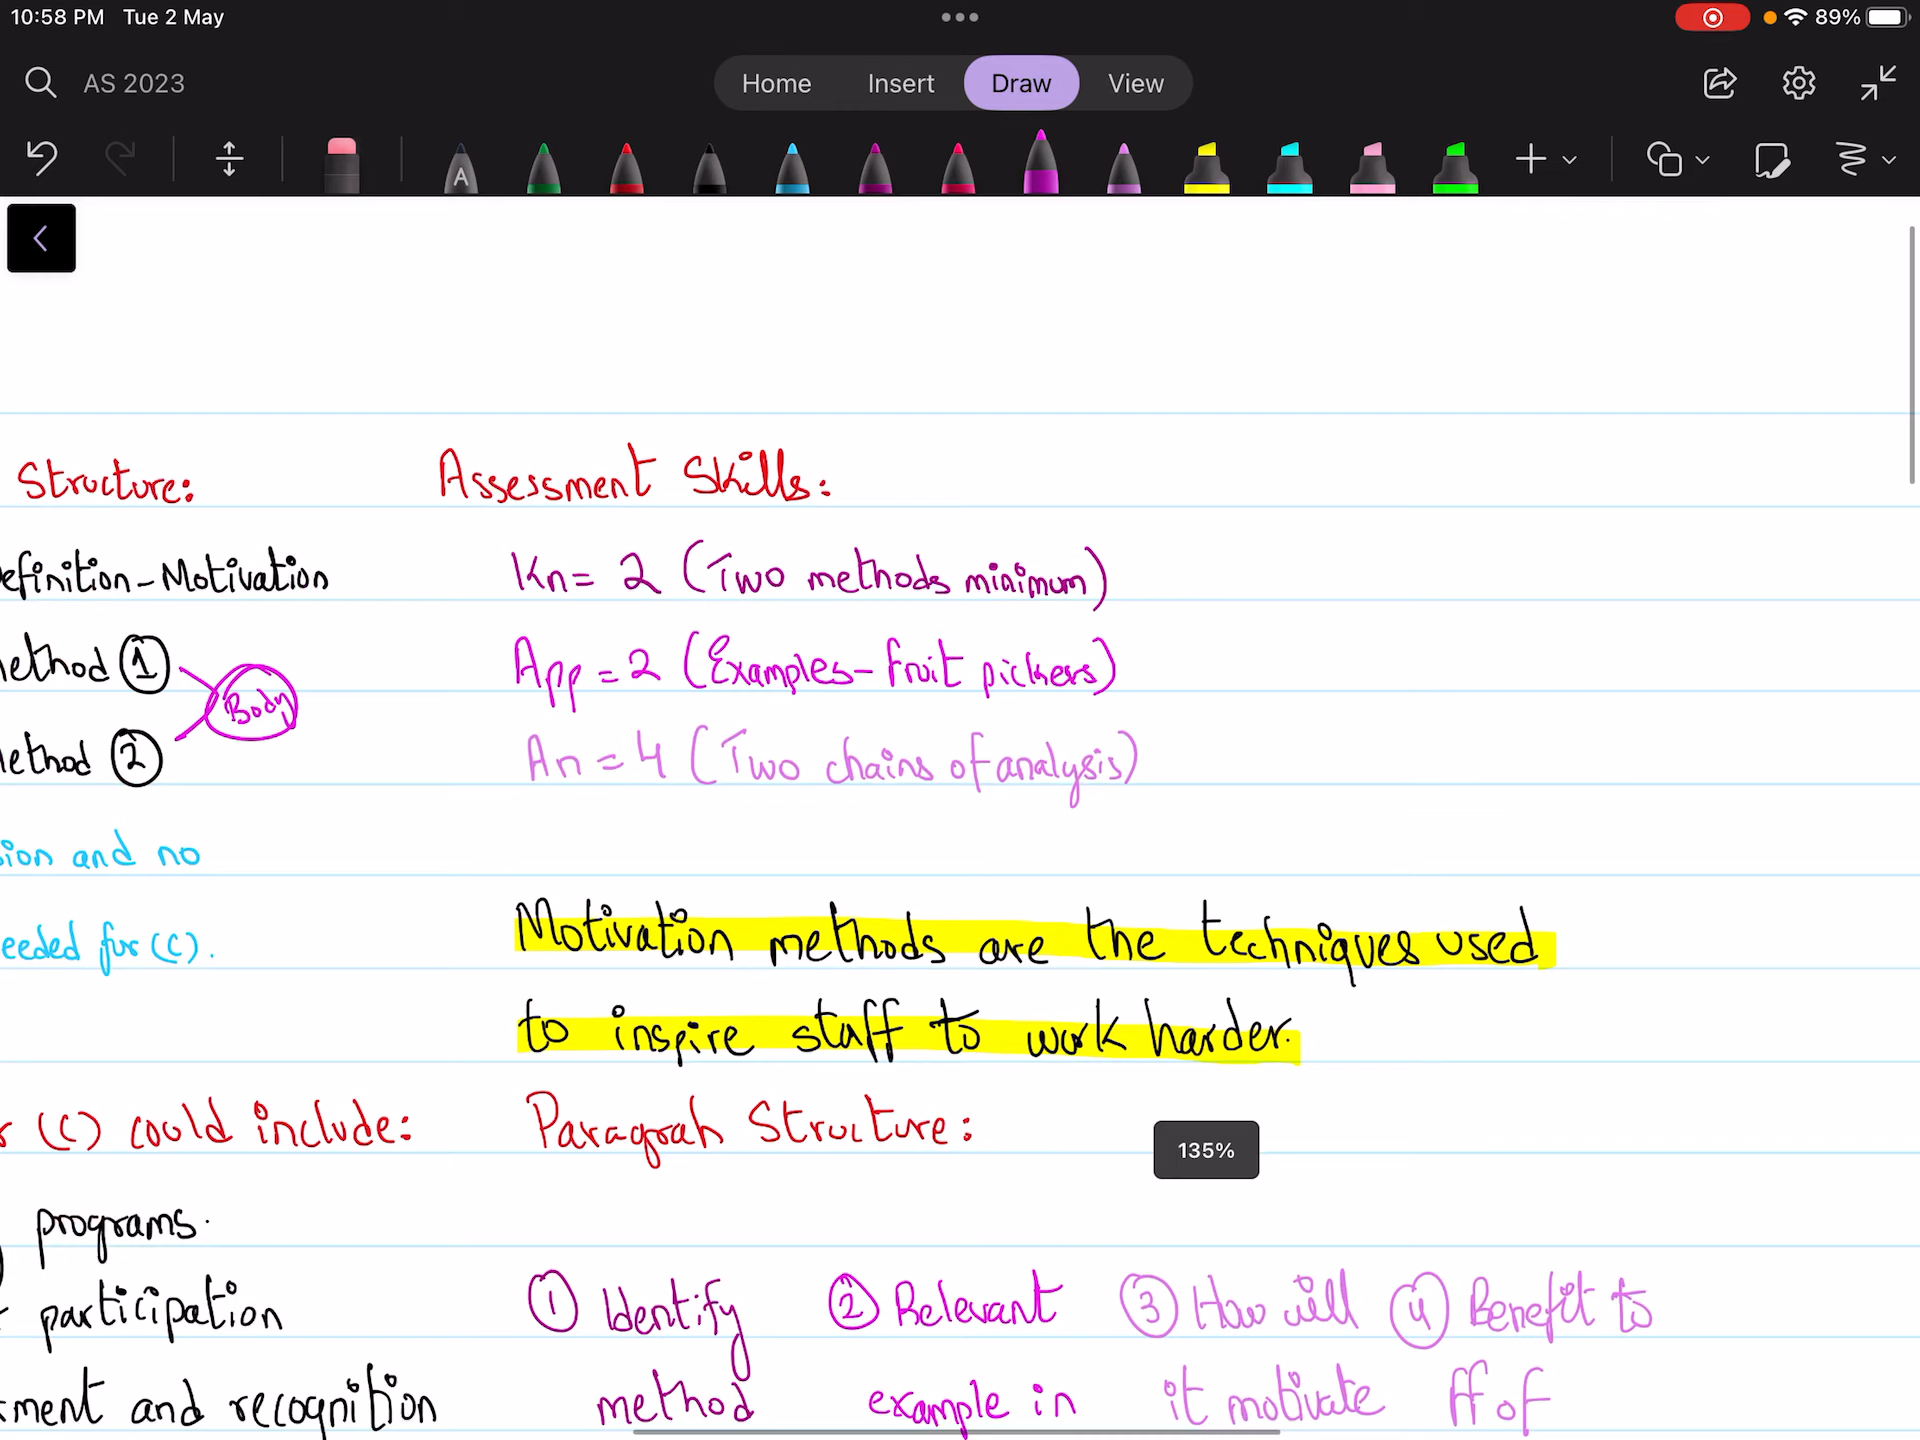 10:58 PM Tue 2 May
89%
AS 2023
Home Insert Draw View
A
Structure: Assessment Skills:
efinition-Motivation Kn= 2 (Two methods minimum)
ethod ① App = 2 (Examples- fruit pickers)
Body
ethod ② An = 4 (Two chains of analysis)
sion and no
eeded for (C).
Motivation methods are the techniques used
to inspire staff to work harder.
r (C) could include: Paragrah Structure:
135%
programs.
participation ① Identify ② Relevant ③ How will ④ Benefit to
ment and recognition method example in it motivate ff of